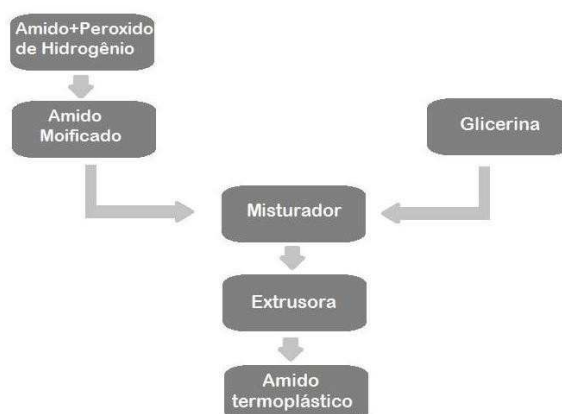 Amido+Peroxido
de Hidrogênio
Amido
Moificado
Glicerina
Misturador
Extrusora
Amido
termoplástico